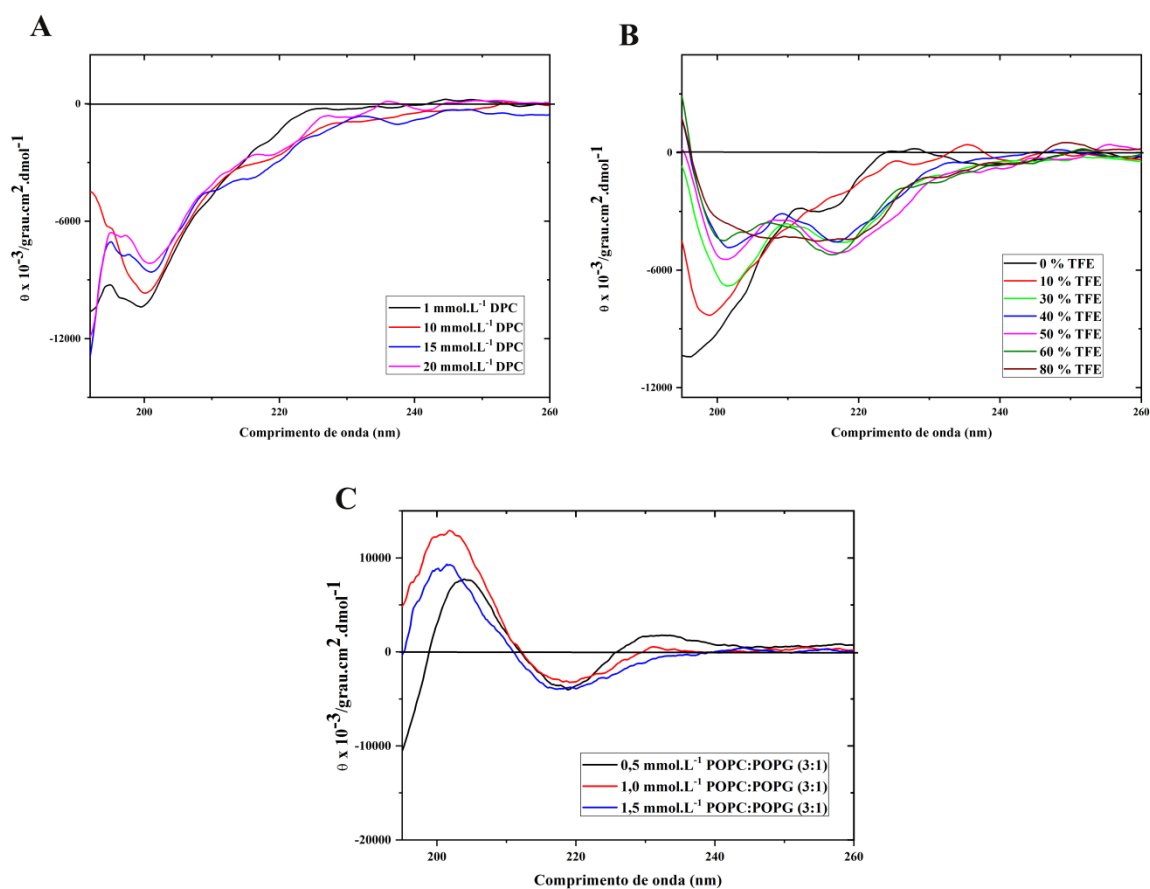 A
θ x 10⁻³/grau.cm².dmol⁻¹
0
-6000
-12000
200
220
240
260
Comprimento de onda (nm)
1 mmol.L⁻¹ DPC
10 mmol.L⁻¹ DPC
15 mmol.L⁻¹ DPC
20 mmol.L⁻¹ DPC
B
θ x 10⁻³/grau.cm².dmol⁻¹
0
-6000
-12000
200
210
220
230
240
250
260
Comprimento de onda (nm)
0 % TFE
10 % TFE
30 % TFE
40 % TFE
50 % TFE
60 % TFE
80 % TFE
C
θ x 10⁻³/grau.cm².dmol⁻¹
10000
0
-10000
-20000
200
220
240
260
Comprimento de onda (nm)
0,5 mmol.L⁻¹ POPC:POPG (3:1)
1,0 mmol.L⁻¹ POPC:POPG (3:1)
1,5 mmol.L⁻¹ POPC:POPG (3:1)